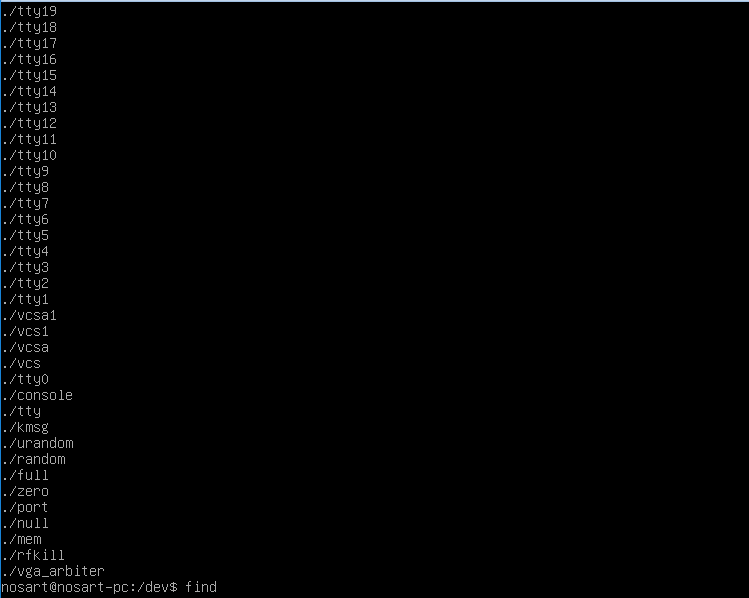 ./tty19
./tty18
./tty17
./tty16
./tty15
./tty14
./tty13
./tty12
./tty11
./tty10
./tty9
./tty8
./tty7
./tty6
./tty5
./tty4
./tty3
./tty2
./tty1
./vcsa1
./vcs1
./vcsa
./vcs
./tty0
./console
./tty
./kmsg
./urandom
./random
./full
./zero
./port
./null
./mem
./rfkill
./vga_arbiter
nosart@nosart-pc:/dev$ find